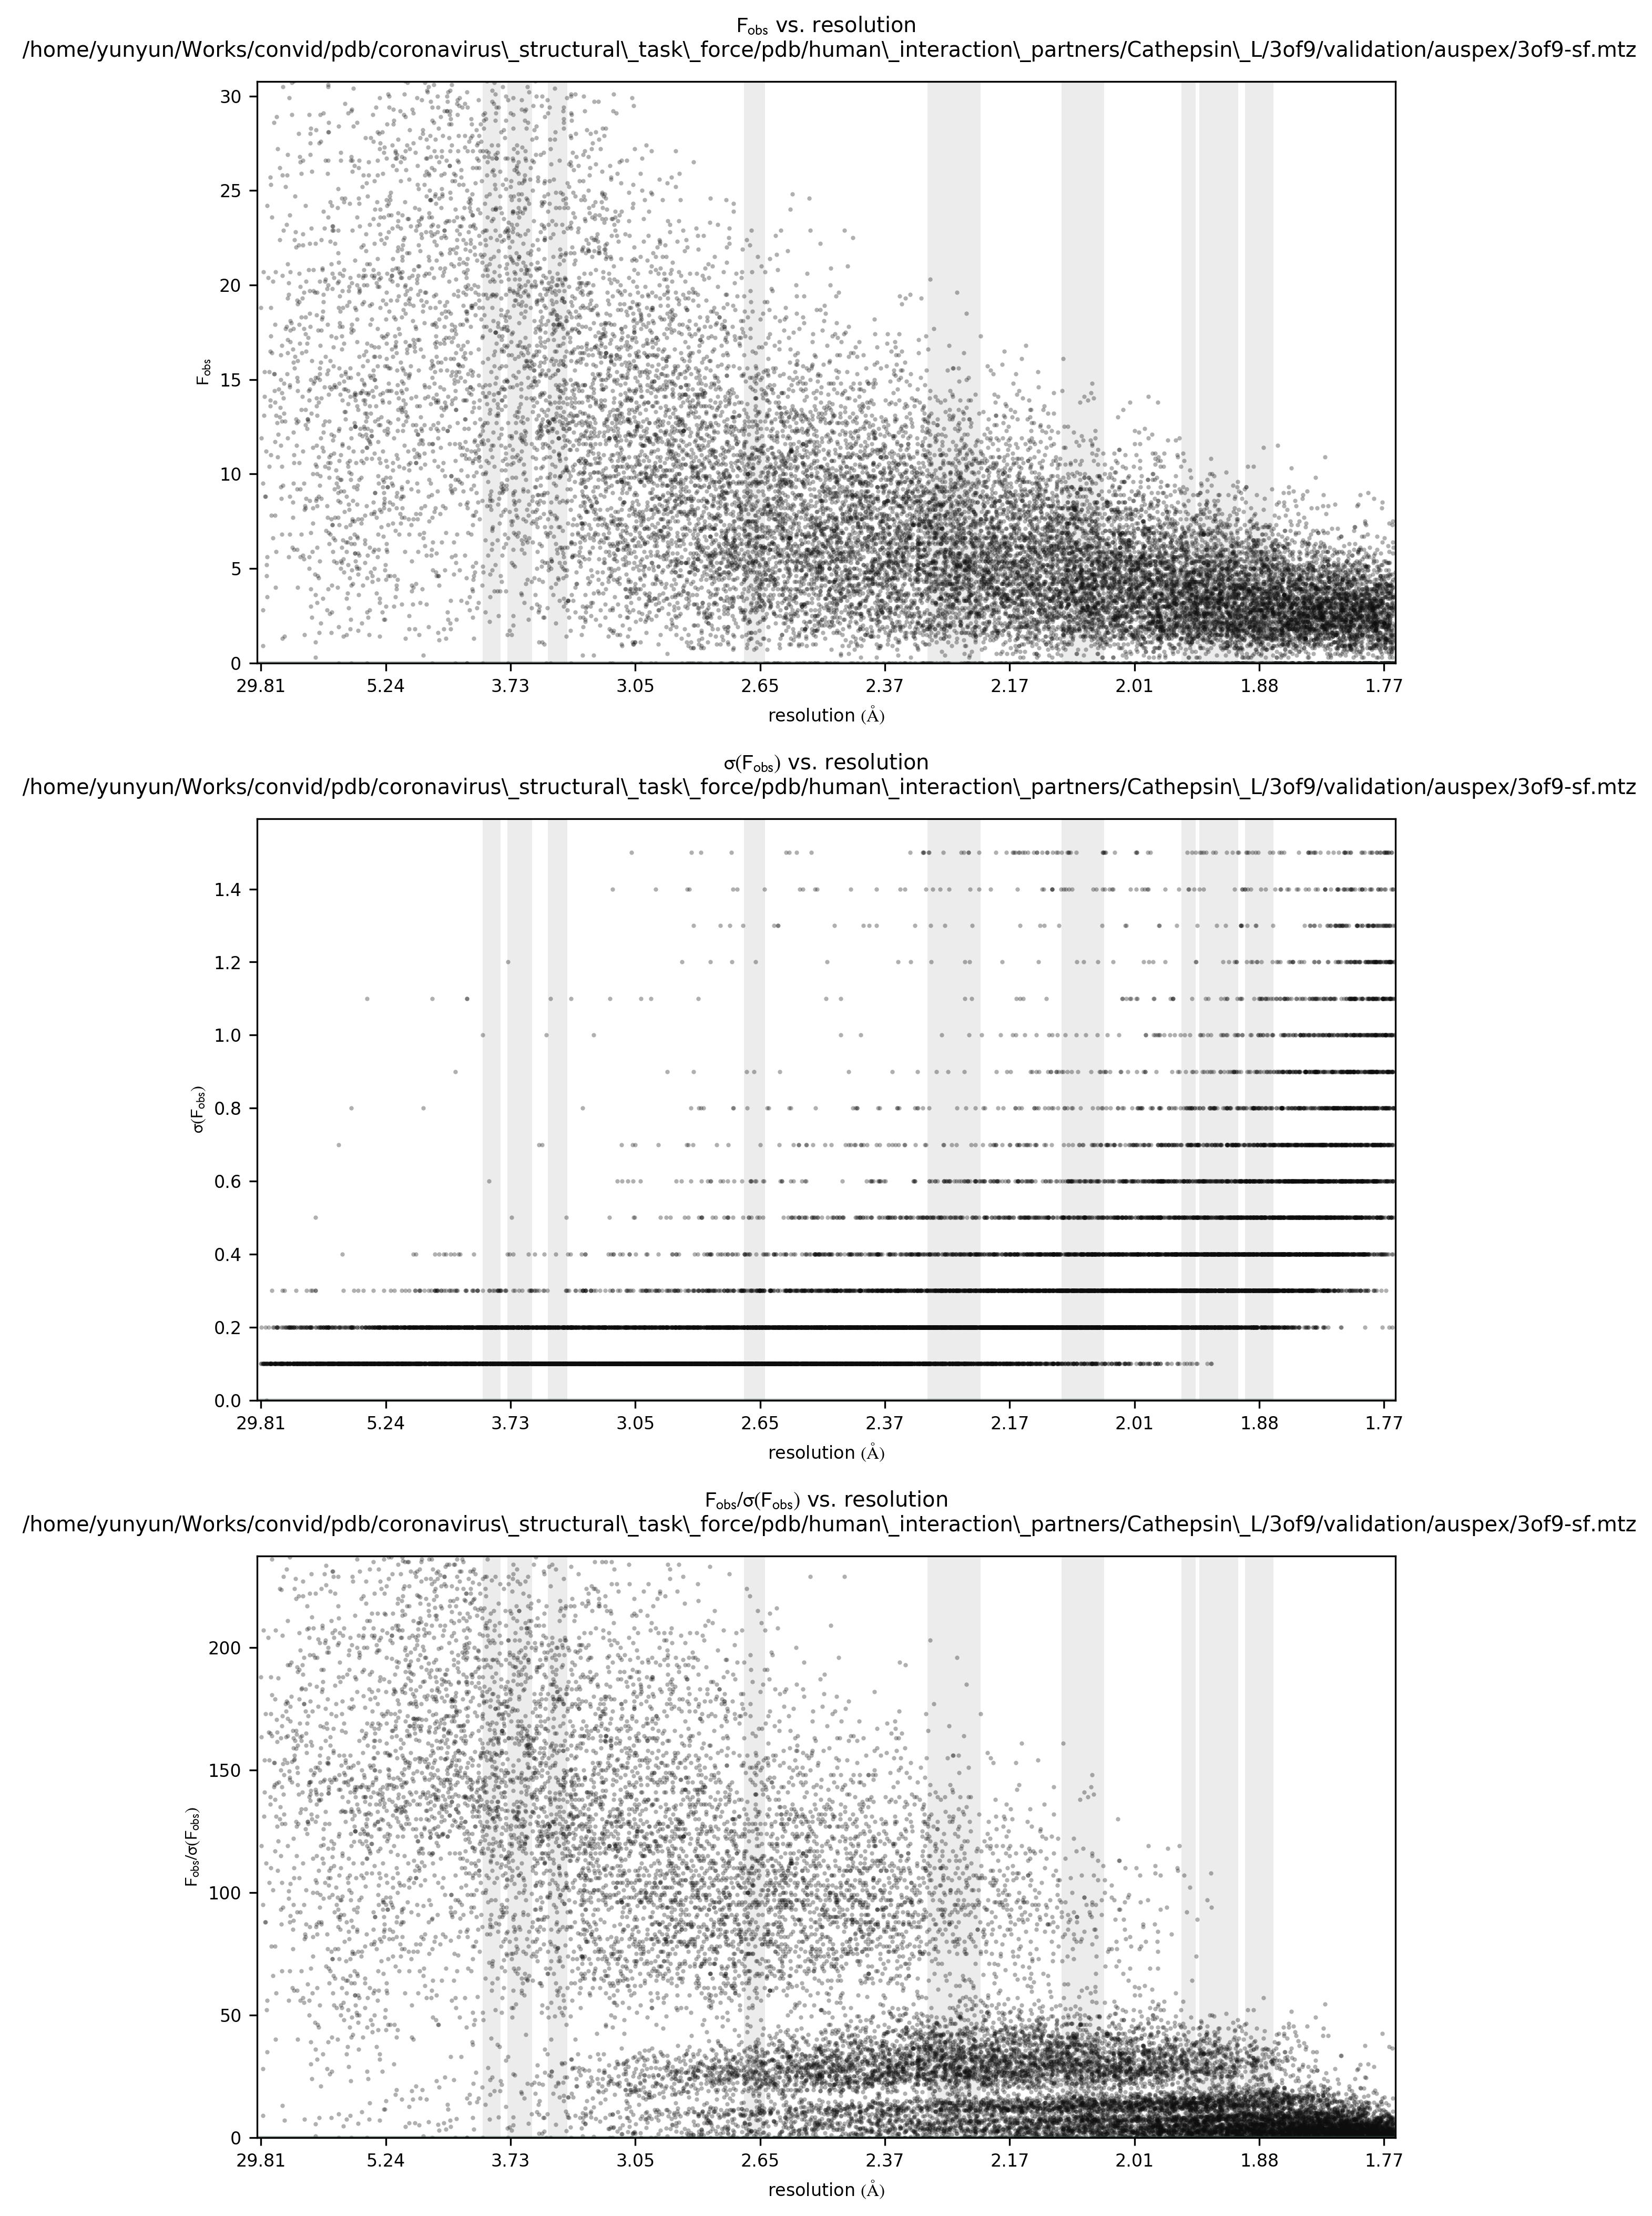 Fobs vs. resolution
/home/yunyun/Works/convid/pdb/coronavirus\_structural\_task\_force/pdb/human\_interaction\_partners/Cathepsin\_L/3of9/validation/auspex/3of9-sf.mtz
30
25
20
15
10
5
0
Fobs
29.81 5.24 3.73 3.05 2.65 2.37 2.17 2.01 1.88 1.77
resolution (Å)
σ(Fobs) vs. resolution
/home/yunyun/Works/convid/pdb/coronavirus\_structural\_task\_force/pdb/human\_interaction\_partners/Cathepsin\_L/3of9/validation/auspex/3of9-sf.mtz
1.4
1.2
1.0
0.8
0.6
0.4
0.2
0.0
σ(Fobs)
29.81 5.24 3.73 3.05 2.65 2.37 2.17 2.01 1.88 1.77
resolution (Å)
Fobs/σ(Fobs) vs. resolution
/home/yunyun/Works/convid/pdb/coronavirus\_structural\_task\_force/pdb/human\_interaction\_partners/Cathepsin\_L/3of9/validation/auspex/3of9-sf.mtz
200
150
100
50
0
Fobs/σ(Fobs)
29.81 5.24 3.73 3.05 2.65 2.37 2.17 2.01 1.88 1.77
resolution (Å)